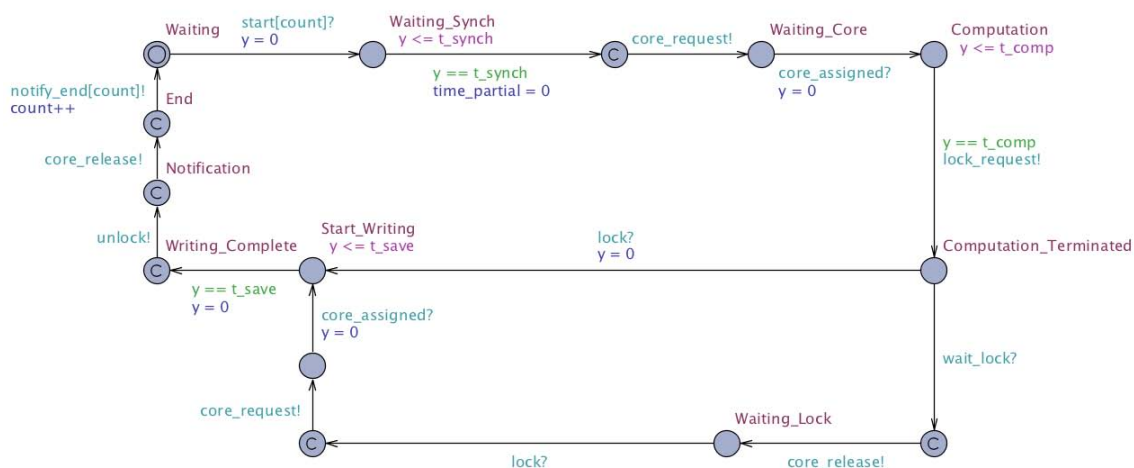 Waiting
start[count]?
y = 0
Waiting_Synch
y <= t_synch
y == t_synch
time_partial = 0
C
core_request!
Waiting_Core
core_assigned?
y = 0
Computation
y <= t_comp
y == t_comp
lock_request!
notify_end[count]!
count++
End
C
core_release!
Notification
C
unlock!
Writing_Complete
C
y == t_save
y = 0
Start_Writing
y <= t_save
lock?
y = 0
Computation_Terminated
core_assigned?
y = 0
wait_lock?
core_request!
C
lock?
Waiting_Lock
core_release!
C